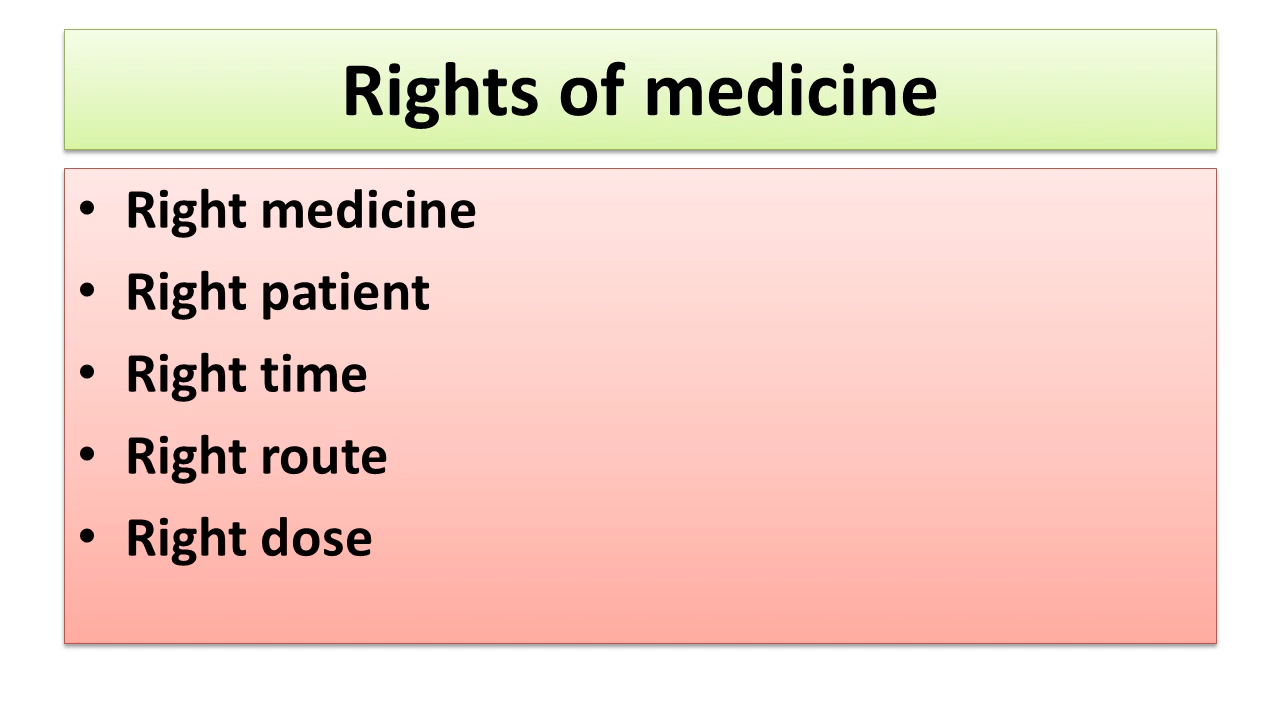 Rights of medicine
• Right medicine
• Right patient
• Right time
• Right route
• Right dose